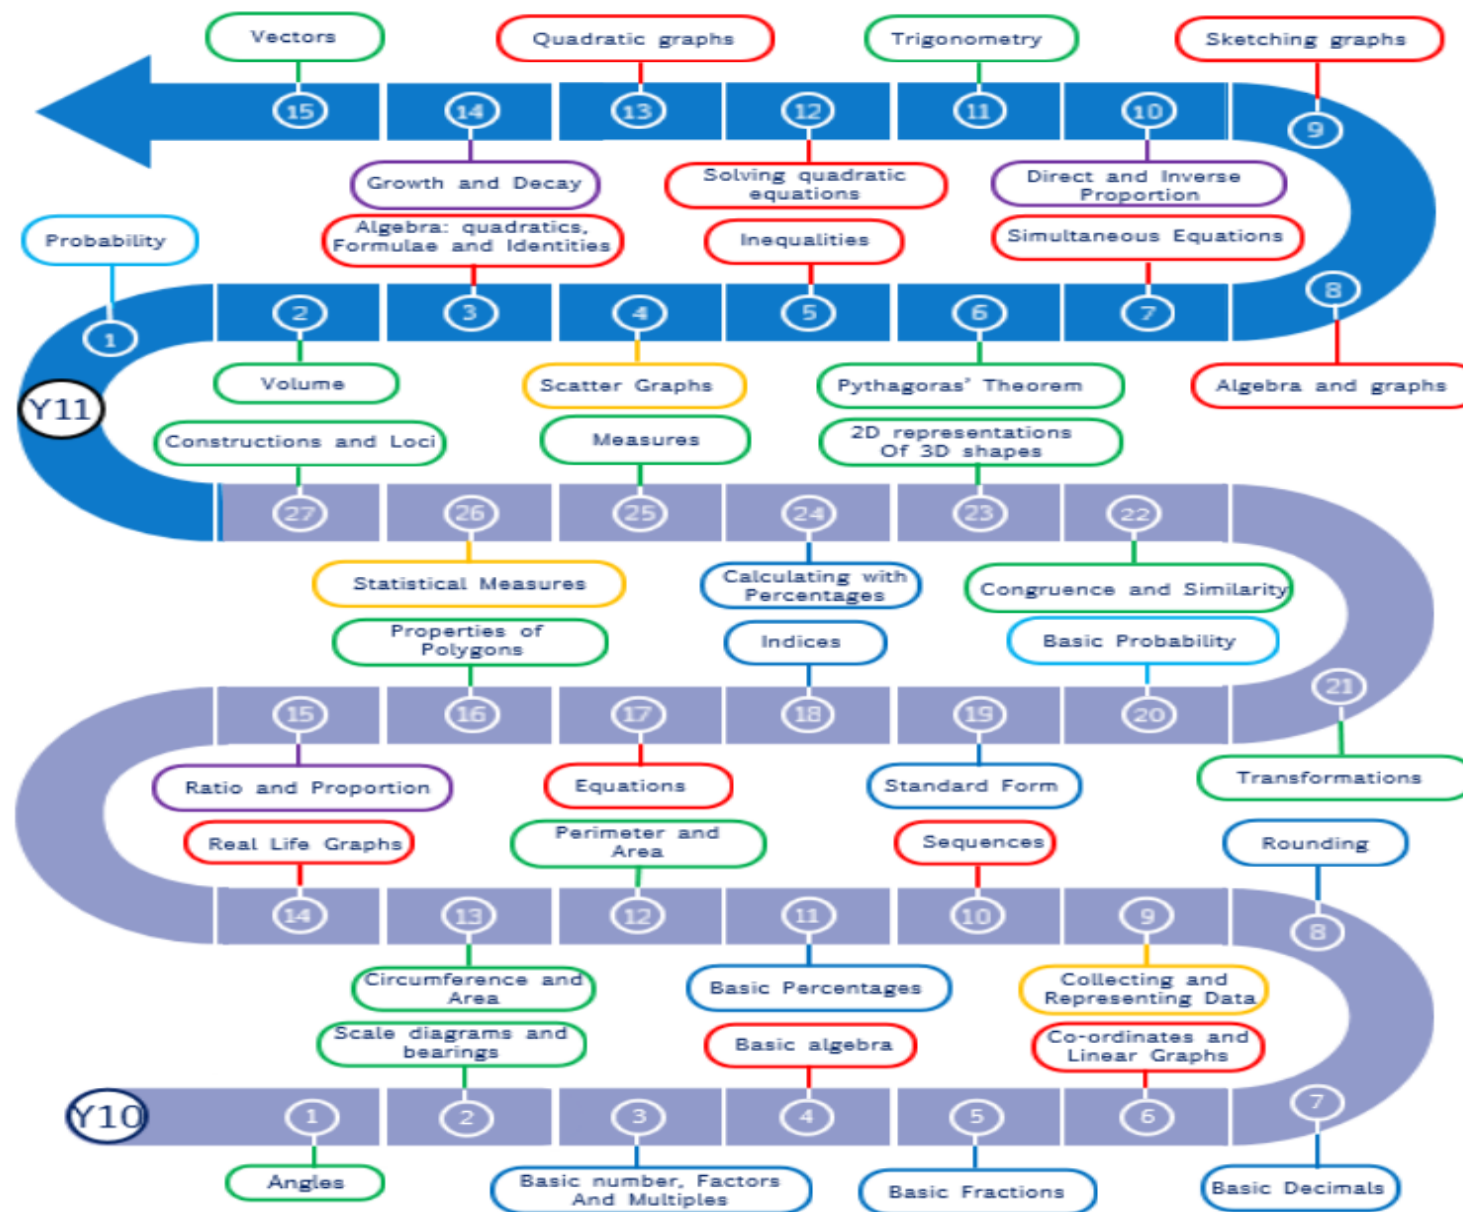 Vectors
Quadratic graphs
Trigonometry
Sketching graphs
15
14
13
12
11
10
9
Growth and Decay
Solving quadratic
equations
Direct and Inverse
Proportion
Probability
Algebra: quadratics,
Formulae and Identities
Inequalities
Simultaneous Equations
1
2
3
4
5
6
7
8
Y11
Volume
Scatter Graphs
Pythagoras' Theorem
Algebra and graphs
Constructions and Loci
Measures
2D representations
Of 3D shapes
27
26
25
24
23
22
Statistical Measures
Calculating with
Percentages
Congruence and Similarity
Properties of
Polygons
Indices
Basic Probability
15
16
17
18
19
20
21
Ratio and Proportion
Equations
Standard Form
Transformations
Real Life Graphs
Perimeter and
Area
Sequences
Rounding
14
13
12
11
10
9
8
Circumference and
Area
Basic Percentages
Collecting and
Representing Data
Scale diagrams and
bearings
Basic algebra
Co-ordinates and
Linear Graphs
Y10
1
2
3
4
5
6
7
Angles
Basic number, Factors
And Multiples
Basic Fractions
Basic Decimals